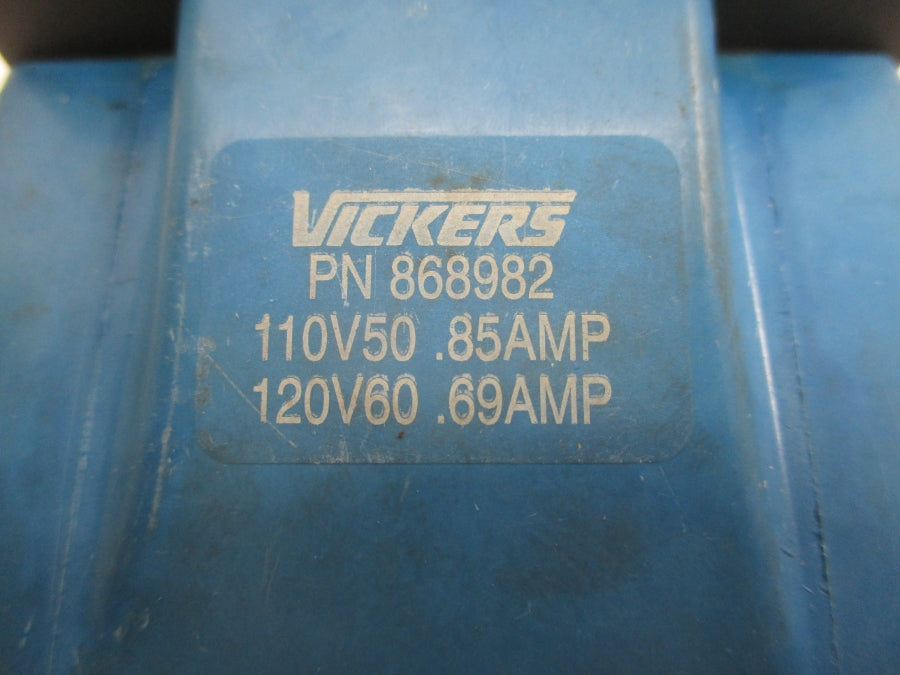 VICKERS
PN 868982
110V50 .85AMP
120V60 .69AMP